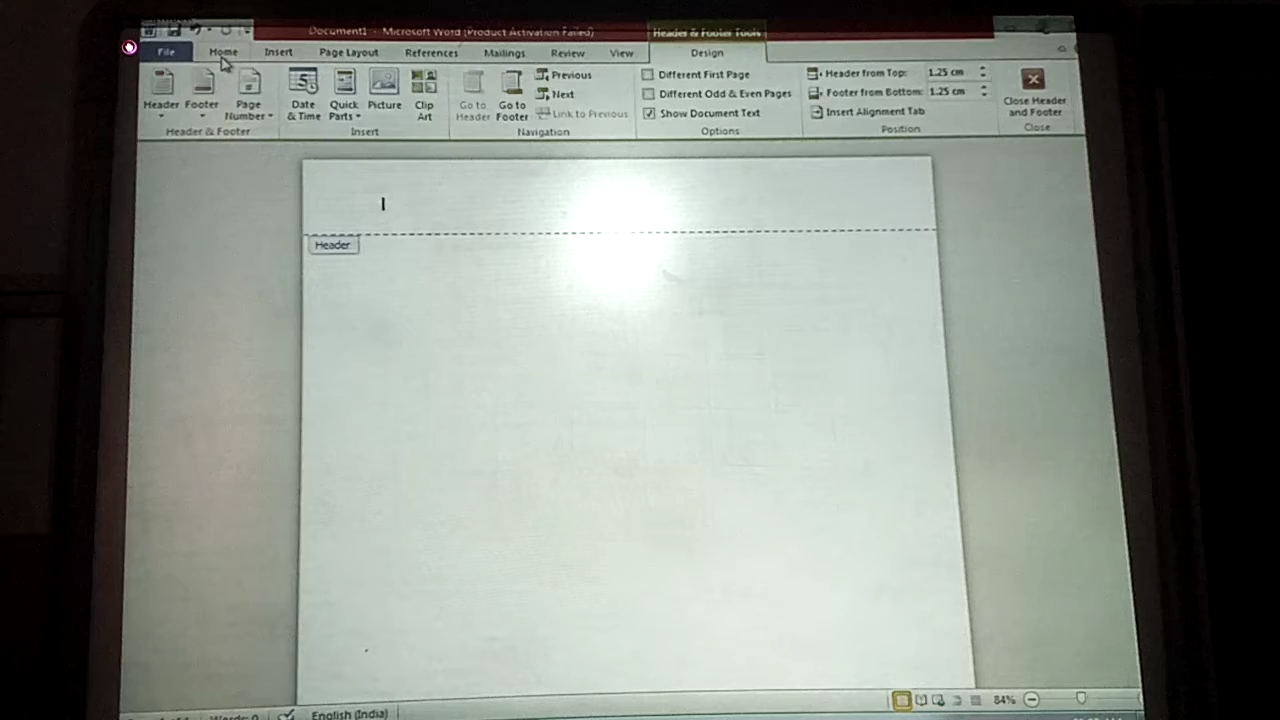 Document1 - Microsoft Word (Product Activation Failed)
Header & Footer Tools
File Home Insert Page Layout References Mailings Review View Design
Header Footer Page Number
Header & Footer
Date & Time Quick Parts Picture Clip Art
Insert
Go to Header Go to Footer Previous Next Link to Previous
Navigation
Different First Page
Different Odd & Even Pages
Show Document Text
Options
Header from Top: 1.25 cm
Footer from Bottom: 1.25 cm
Insert Alignment Tab
Position
Close Header and Footer
Close
Header
Words: 0 English (India) 84%